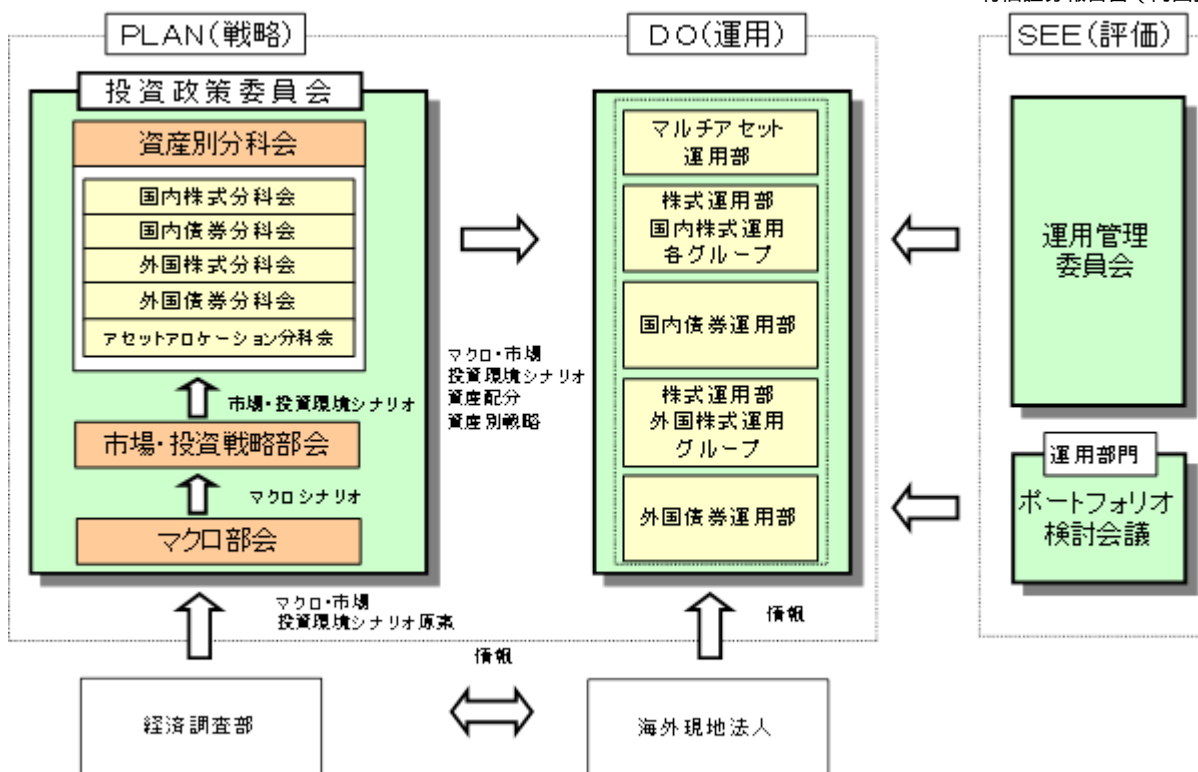 PLAN(戦略)
DO(運用)
SEE(評価)
投資政策委員会
資産別分科会
国内株式分科会
国内債券分科会
外国株式分科会
外国債券分科会
アセットアロケーション分科会
市場・投資環境シナリオ
市場・投資戦略部会
マクロシナリオ
マクロ部会
マクロ・市場
投資環境シナリオ
資産配分
資産別戦略
マルチアセット
運用部
株式運用部
国内株式運用
各グループ
国内債券運用部
株式運用部
外国株式運用
グループ
外国債券運用部
運用管理
委員会
運用部門
ポートフォリオ
検討会議
マクロ・市場
投資環境シナリオ原案
情報
情報
経済調査部
海外現地法人